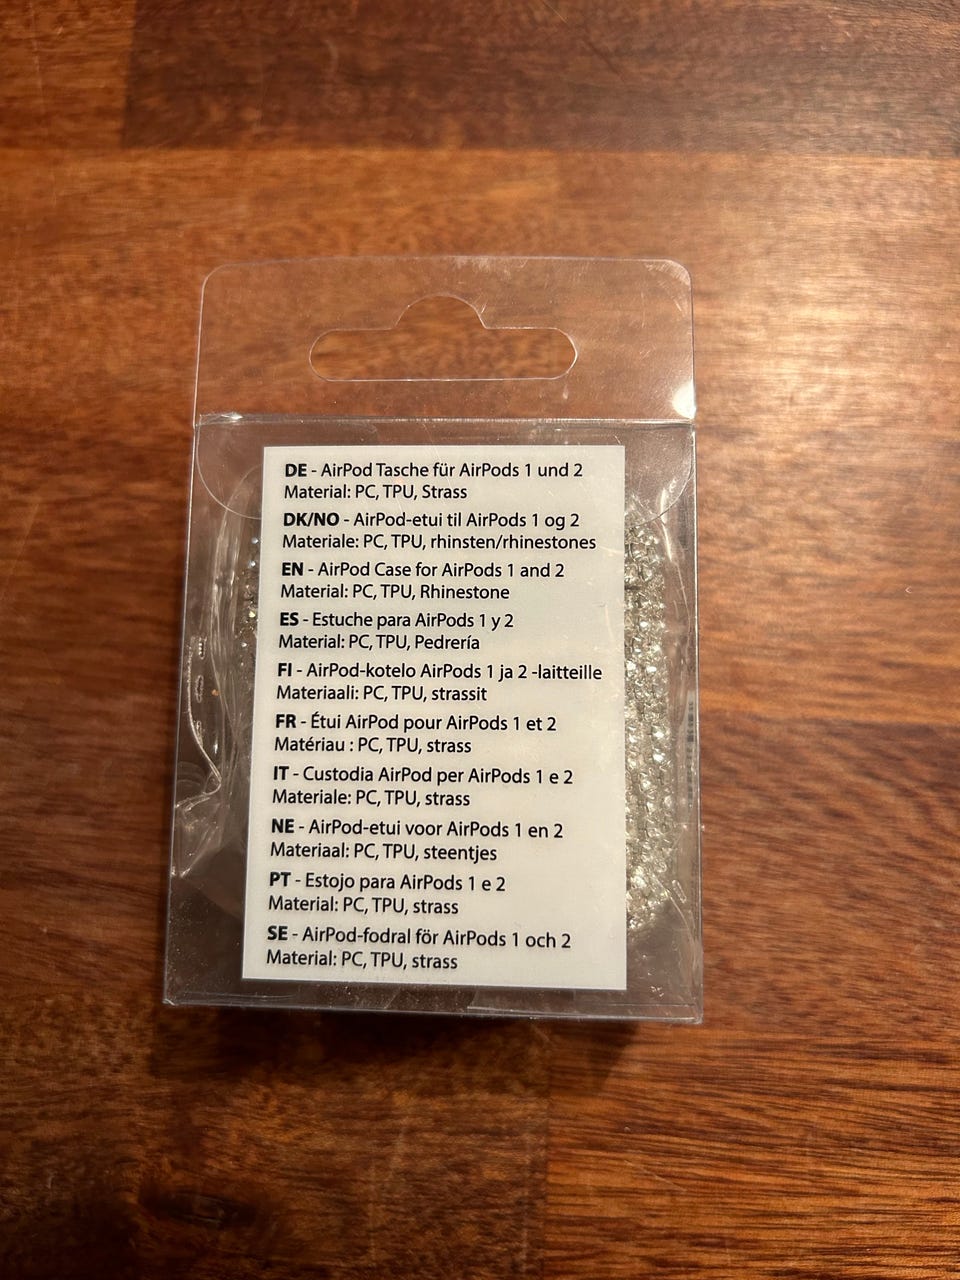 DE - AirPod Tasche für AirPods 1 und 2
Material: PC, TPU, Strass
DK/NO - AirPod-etui til AirPods 1 og 2
Materiale: PC, TPU, rhinsten/rhinestones
EN - AirPod Case for AirPods 1 and 2
Material: PC, TPU, Rhinestone
ES - Estuche para AirPods 1 y 2
Material: PC, TPU, Pedrería
FI - AirPod-kotelo AirPods 1 ja 2 -laitteille
Materiaali: PC, TPU, strassit
FR - Étui AirPod pour AirPods 1 et 2
Matériau : PC, TPU, strass
IT - Custodia AirPod per AirPods 1 e 2
Materiale: PC, TPU, strass
NE - AirPod-etui voor AirPods 1 en 2
Materiaal: PC, TPU, steentjes
PT - Estojo para AirPods 1 e 2
Material: PC, TPU, strass
SE - AirPod-fodral för AirPods 1 och 2
Material: PC, TPU, strass